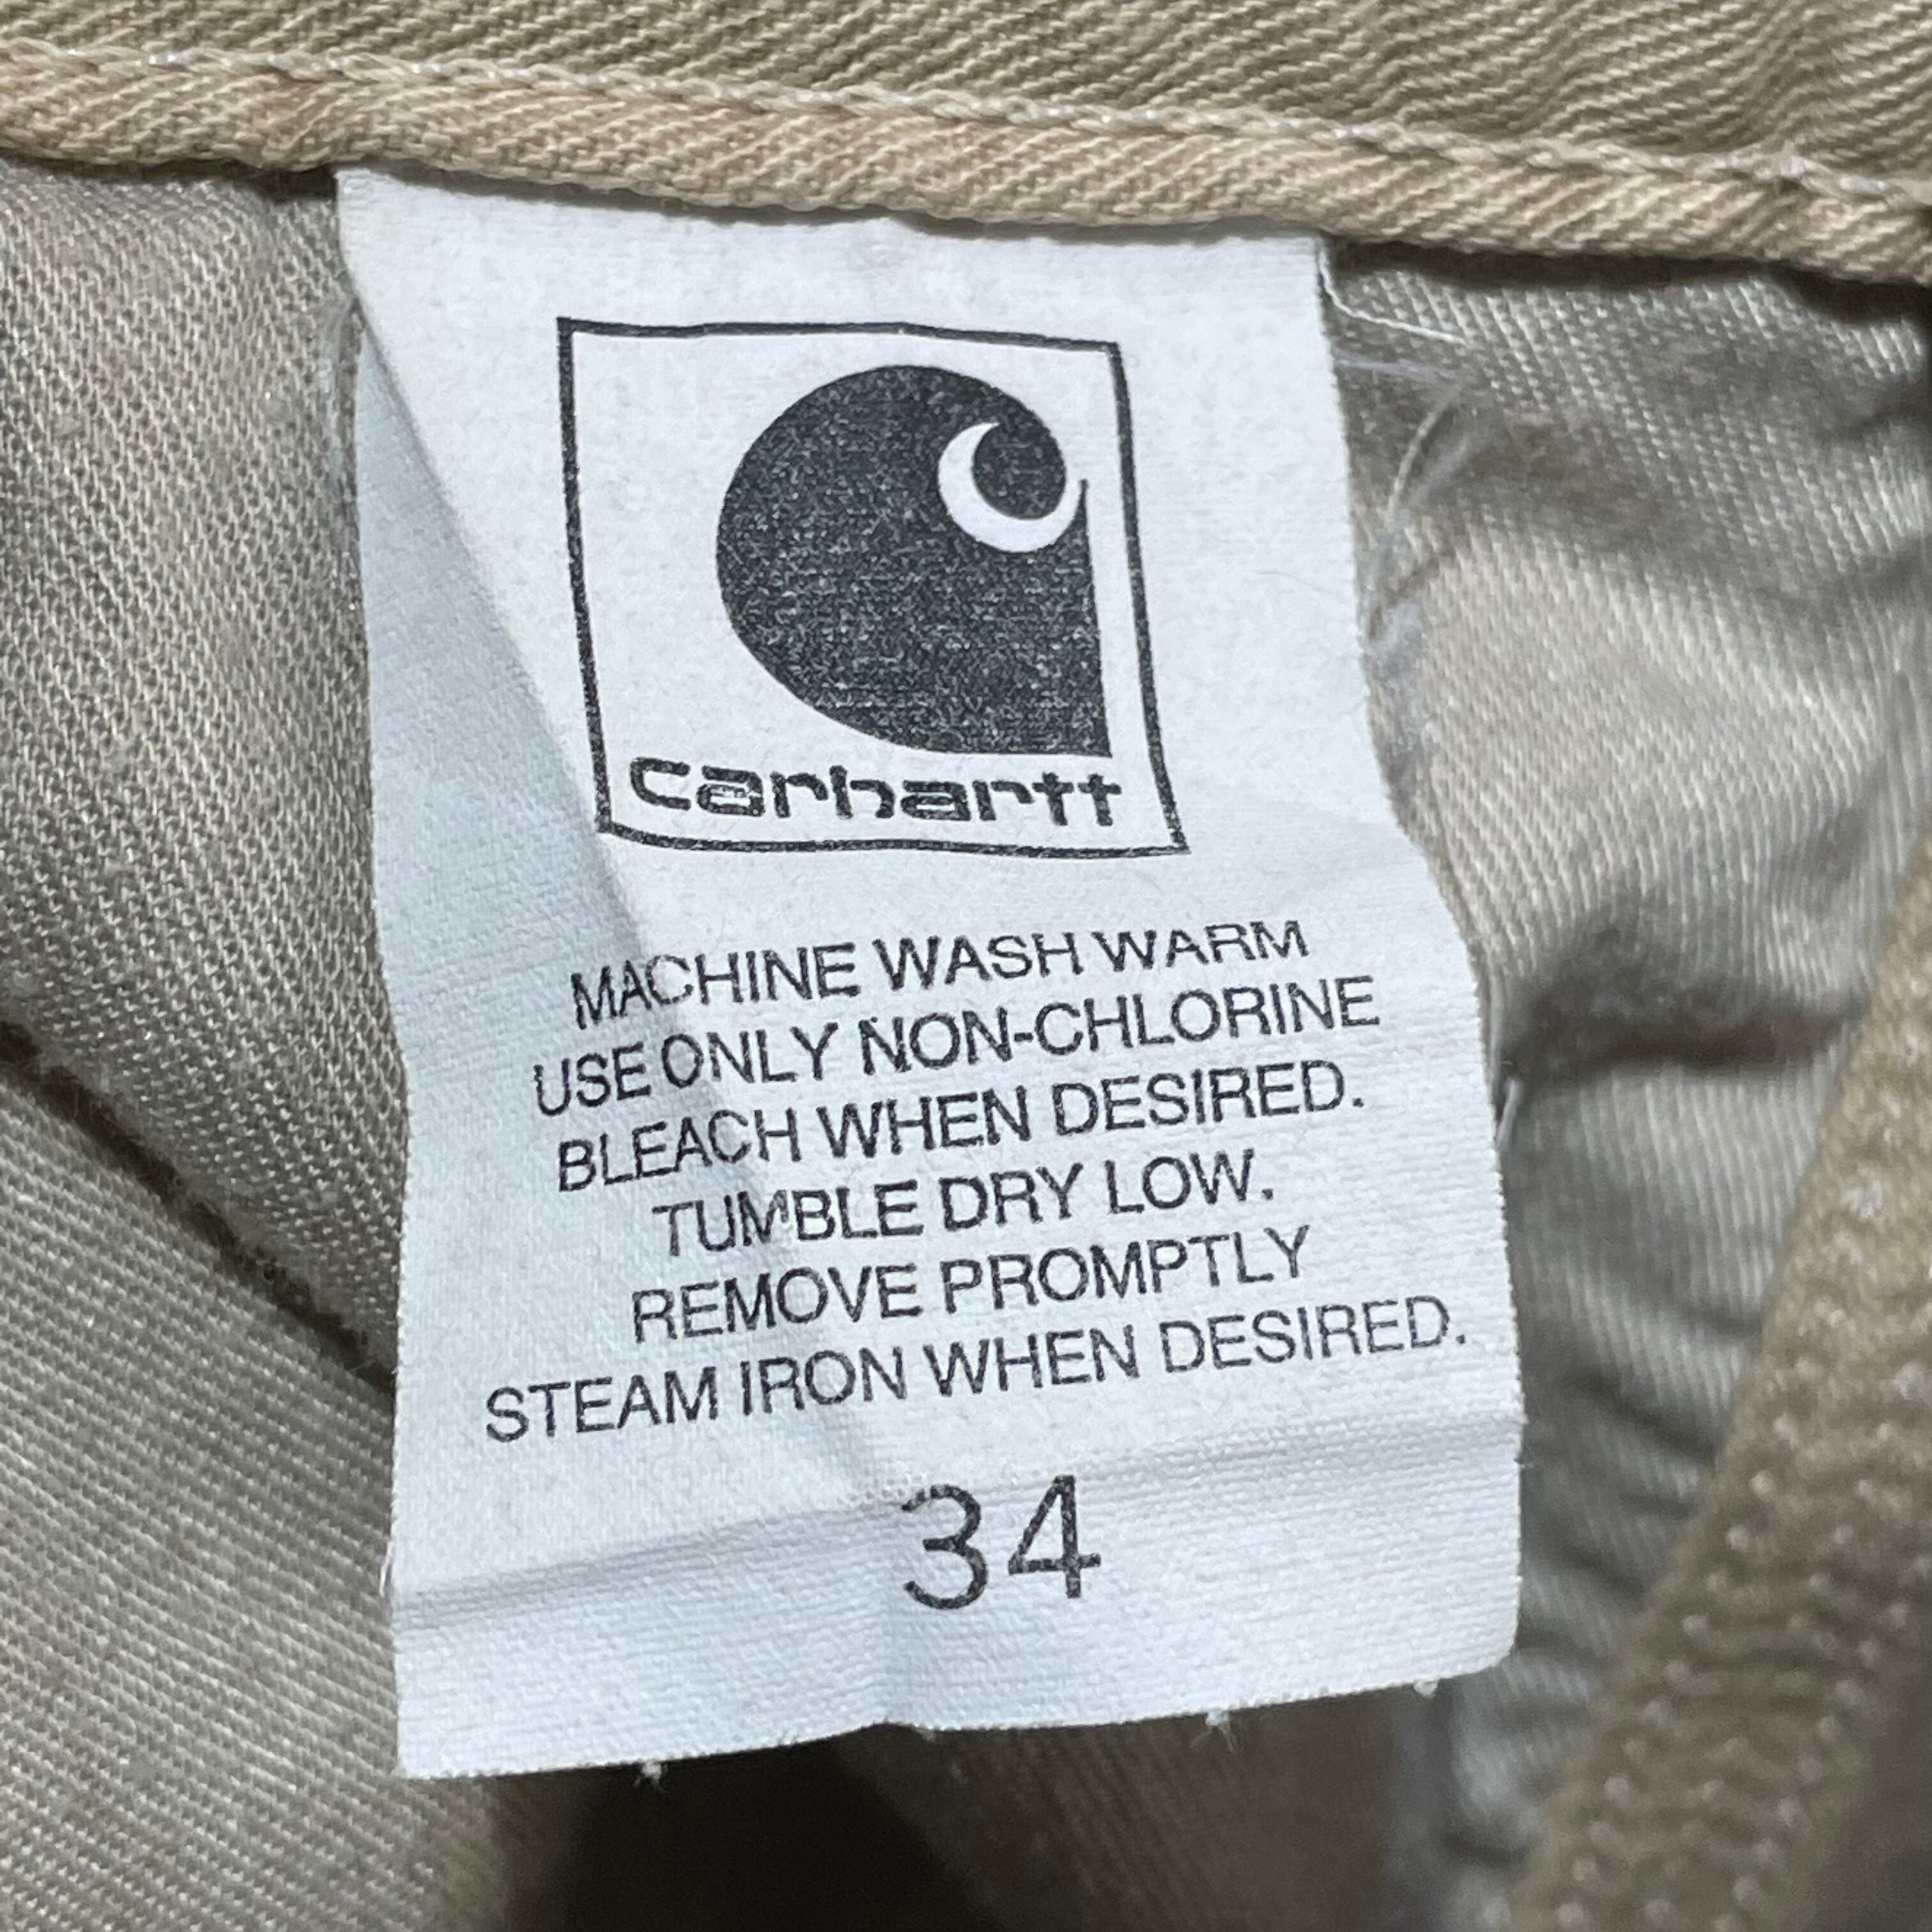 carhartt
MACHINE WASH WARM
USE ONLY NON-CHLORINE
BLEACH WHEN DESIRED.
TUMBLE DRY LOW.
REMOVE PROMPTLY
STEAM IRON WHEN DESIRED.
34